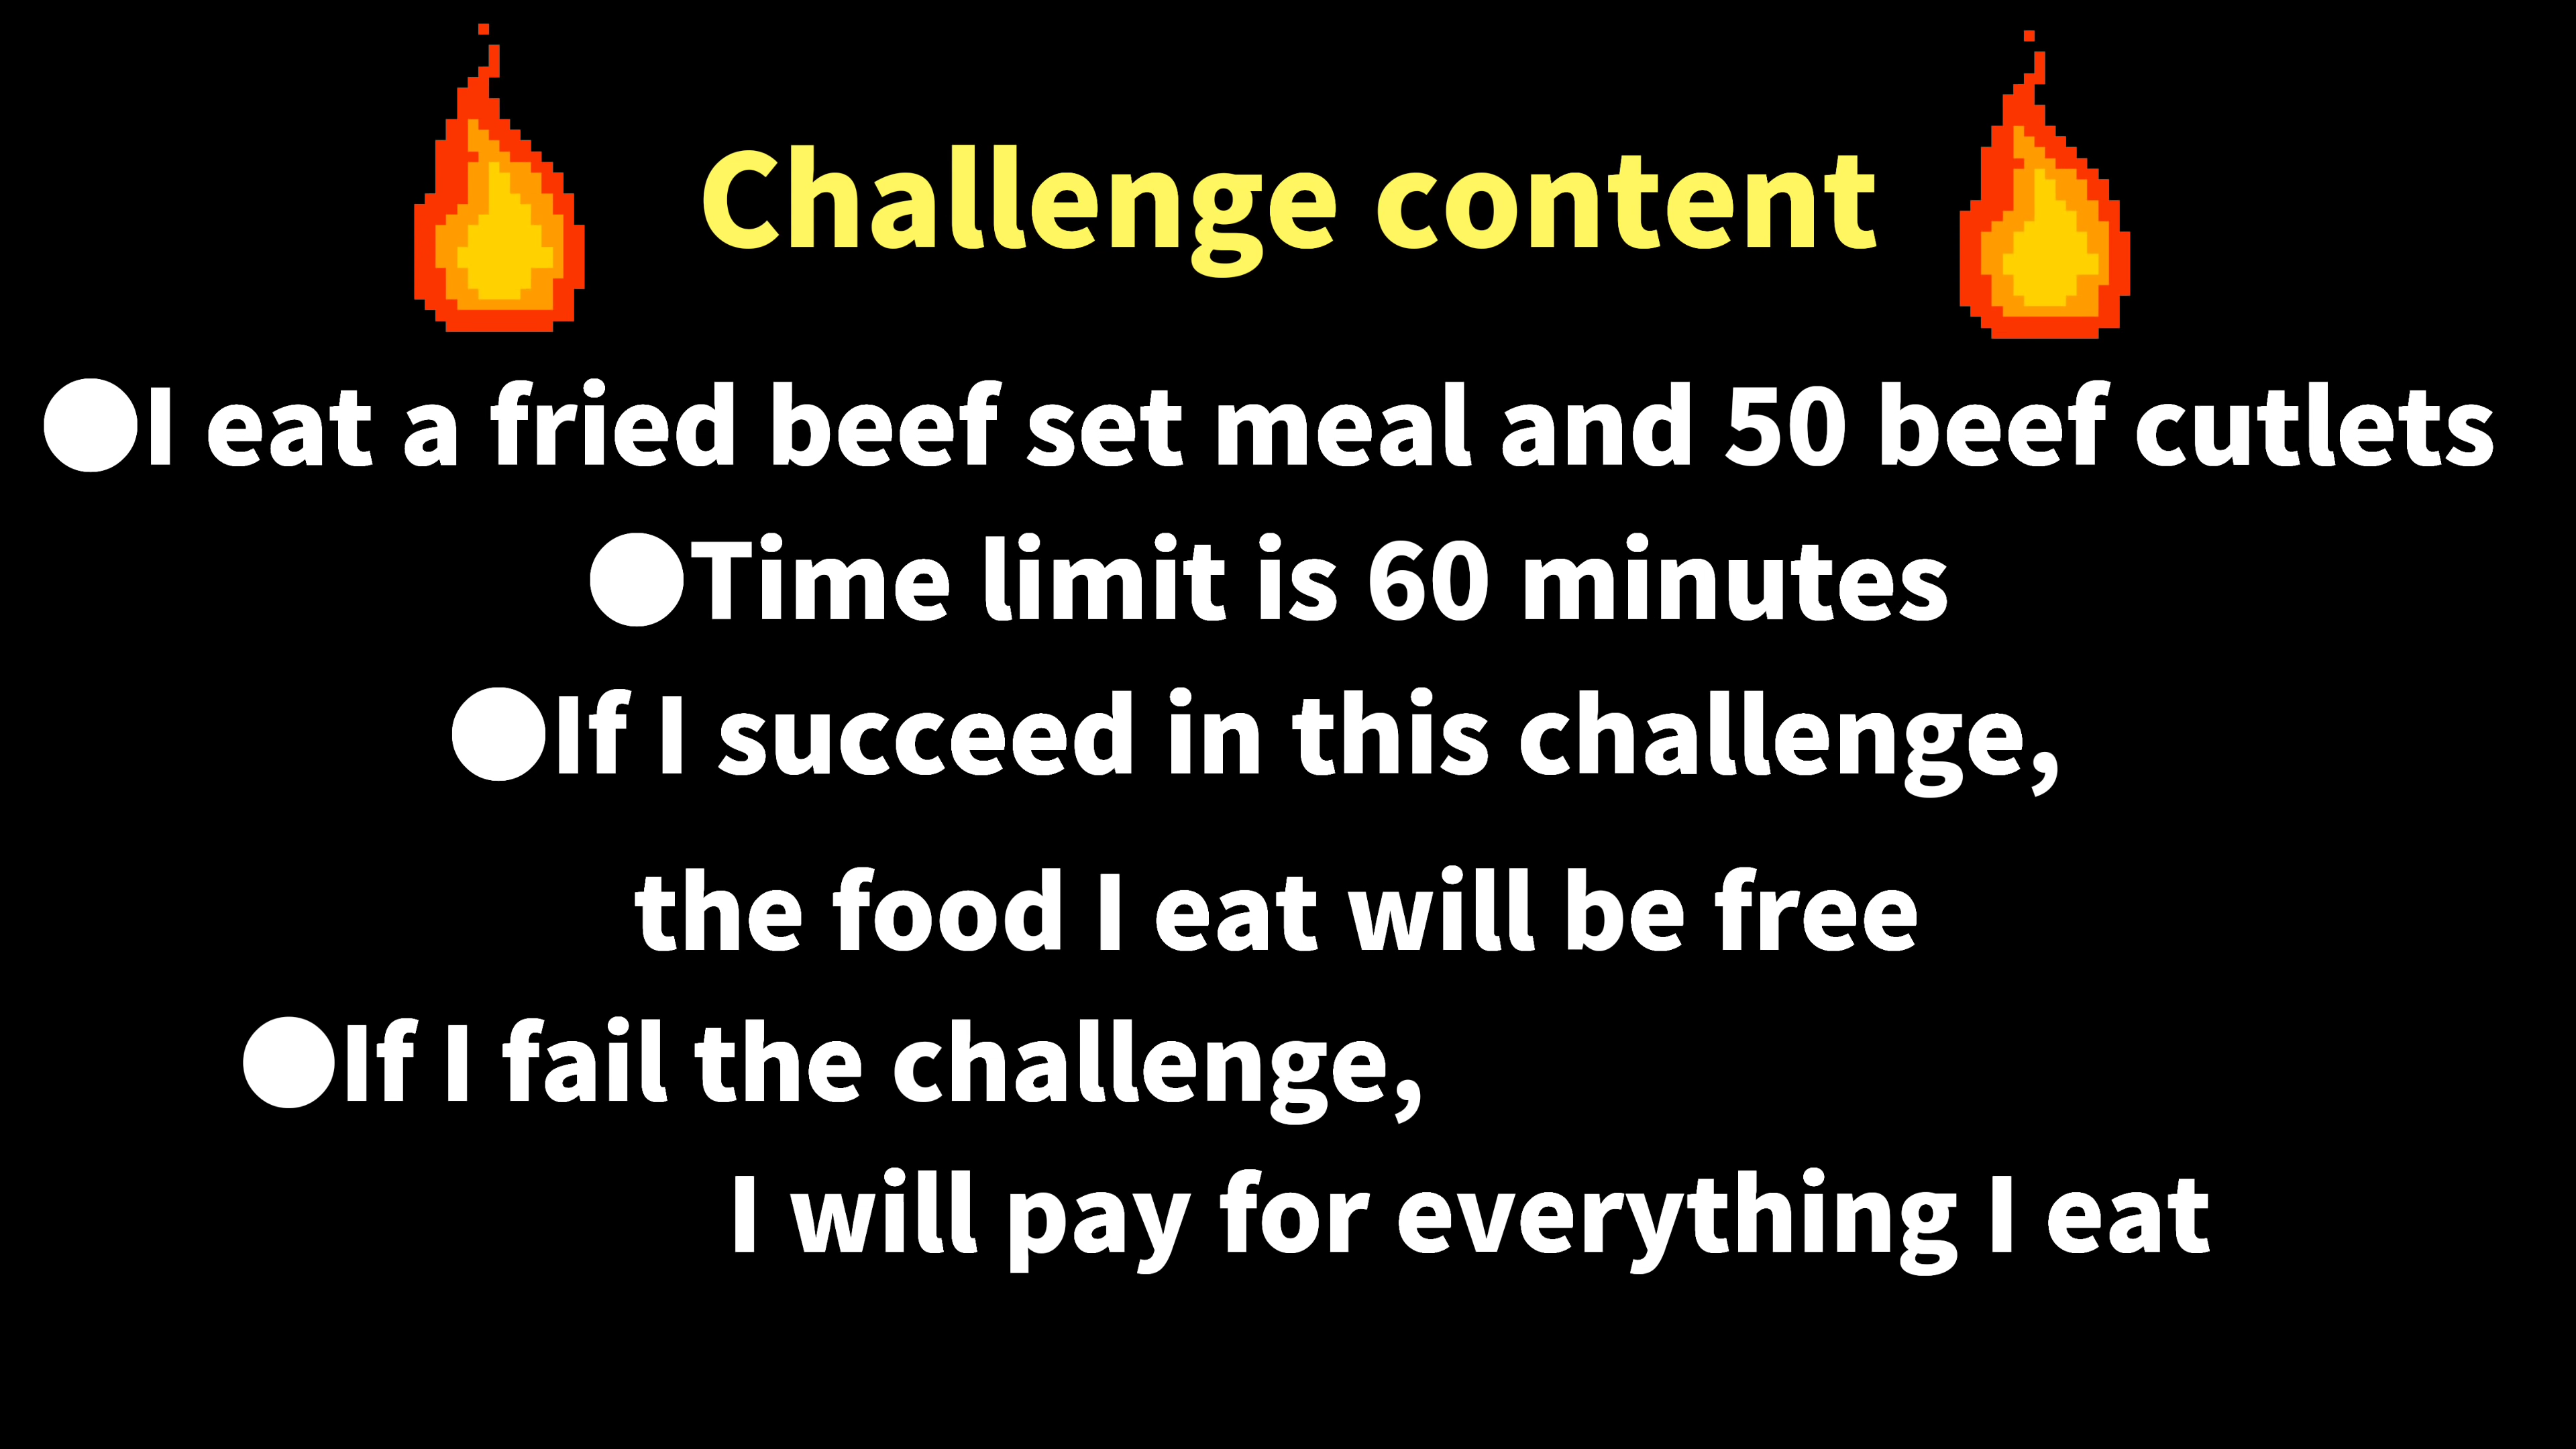 Challenge content
●I eat a fried beef set meal and 50 beef cutlets
●Time limit is 60 minutes
●If I succeed in this challenge,
the food I eat will be free
●If I fail the challenge,
I will pay for everything I eat